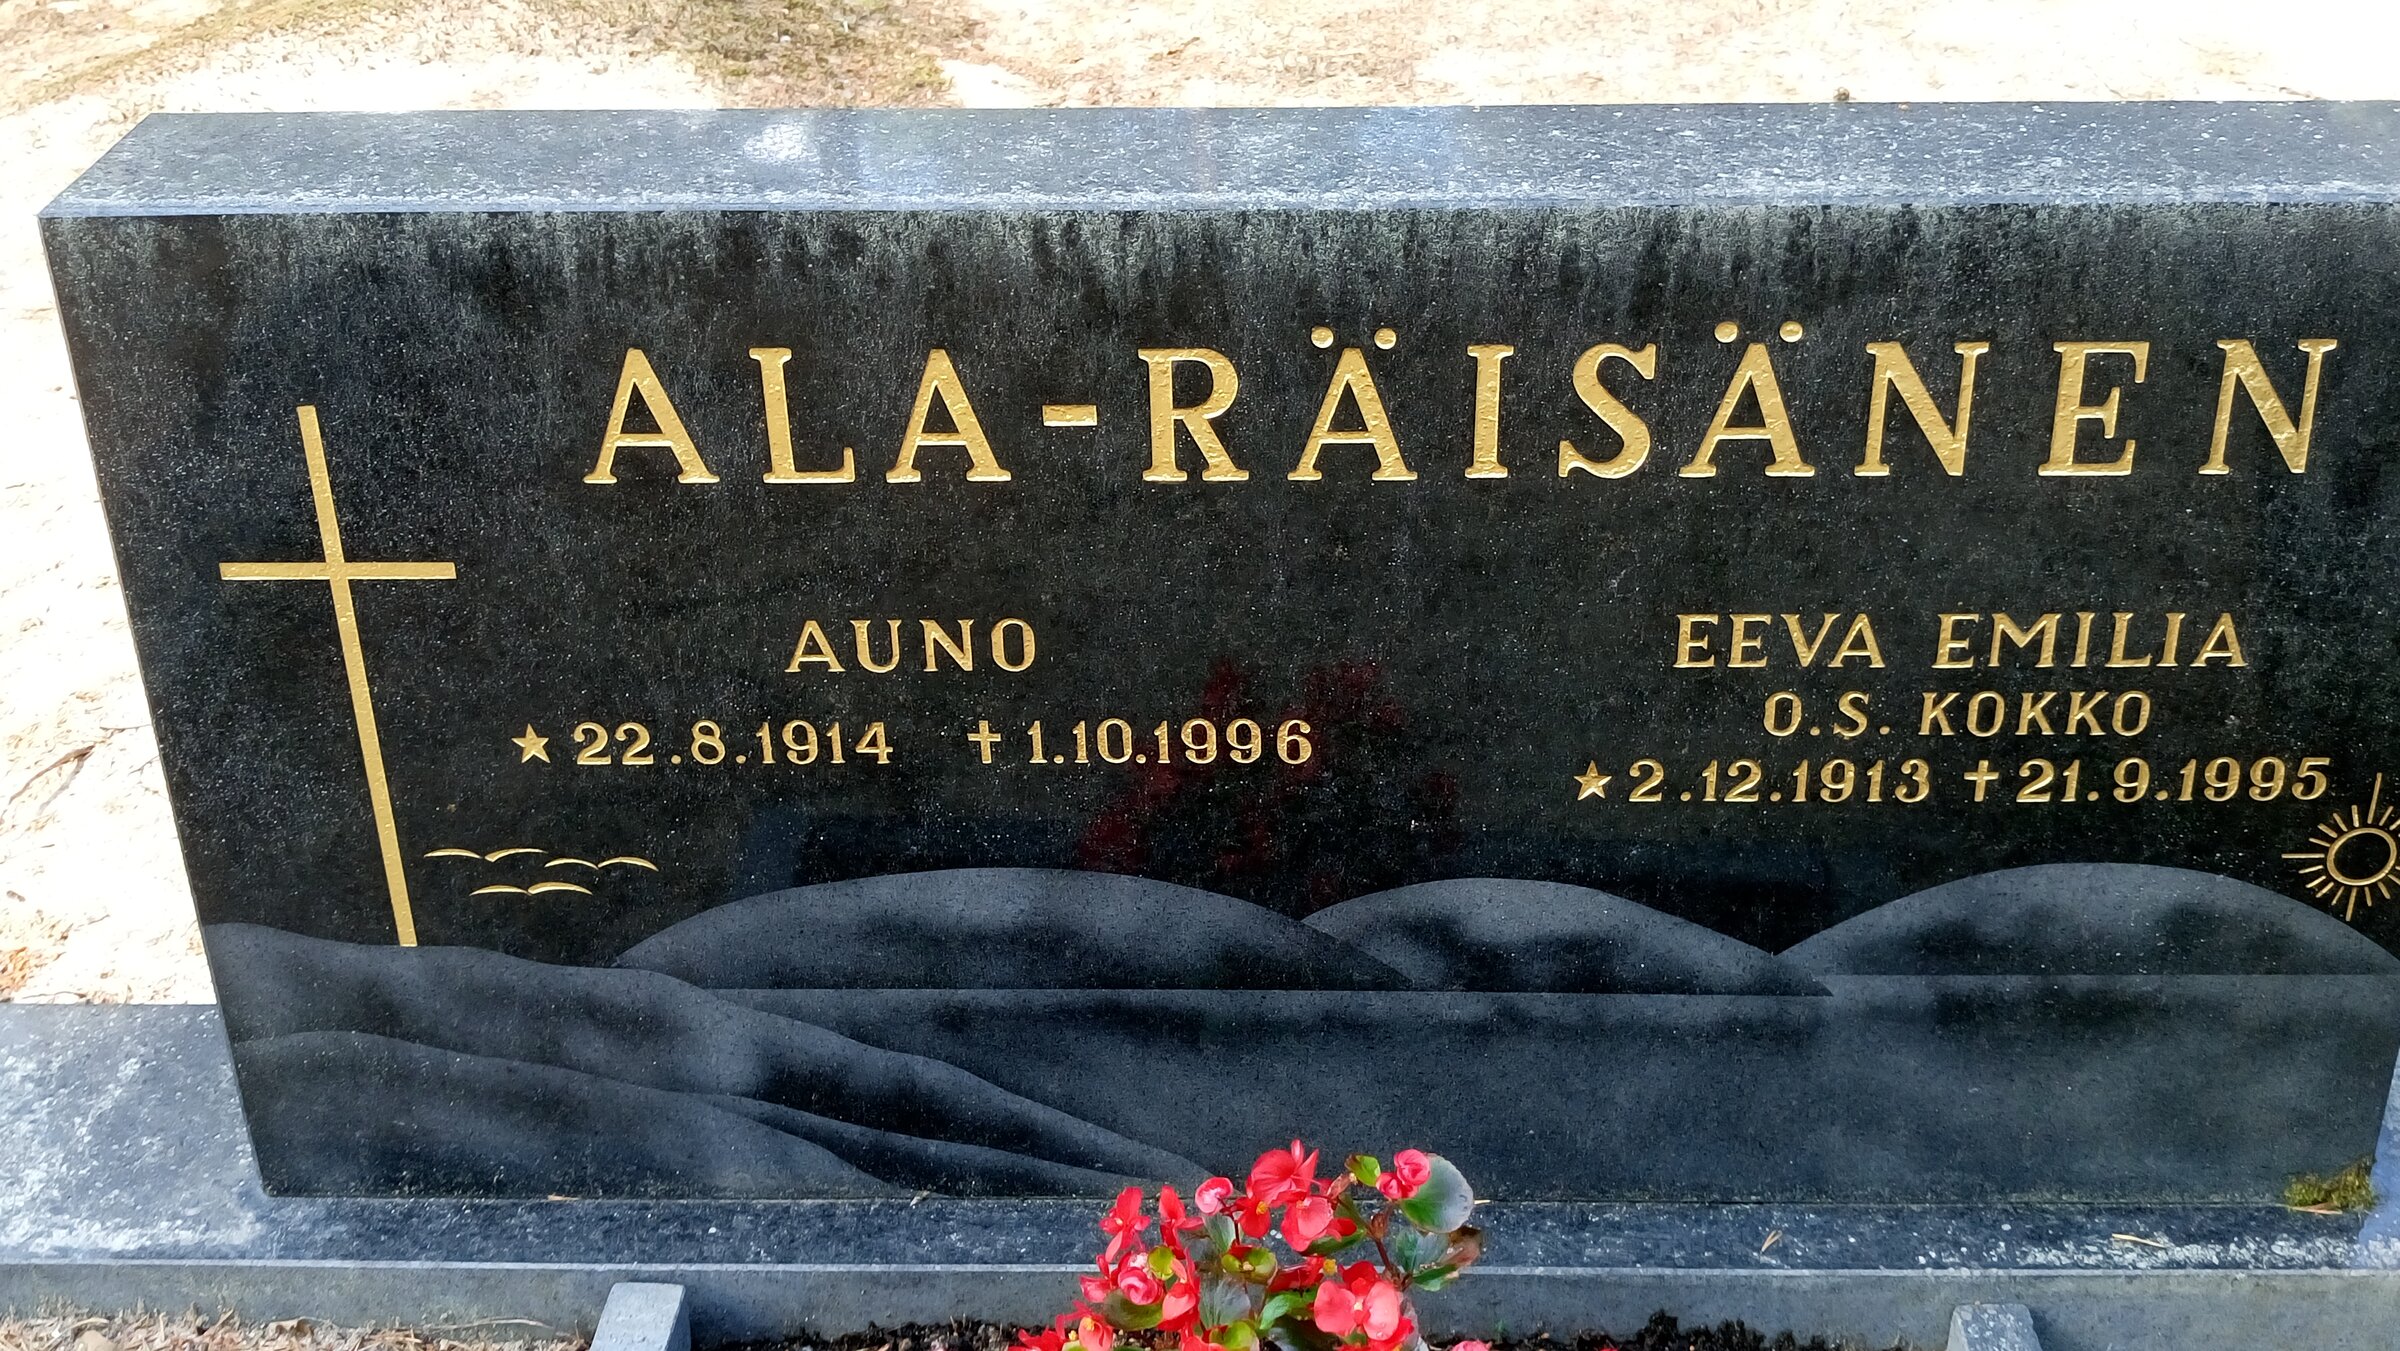 ALA-RÄISÄNEN
AUNO
★22.8.1914 ✝1.10.1996
EEVA EMILIA
O.S. KOKKO
★2.12.1913 ✝21.9.1995